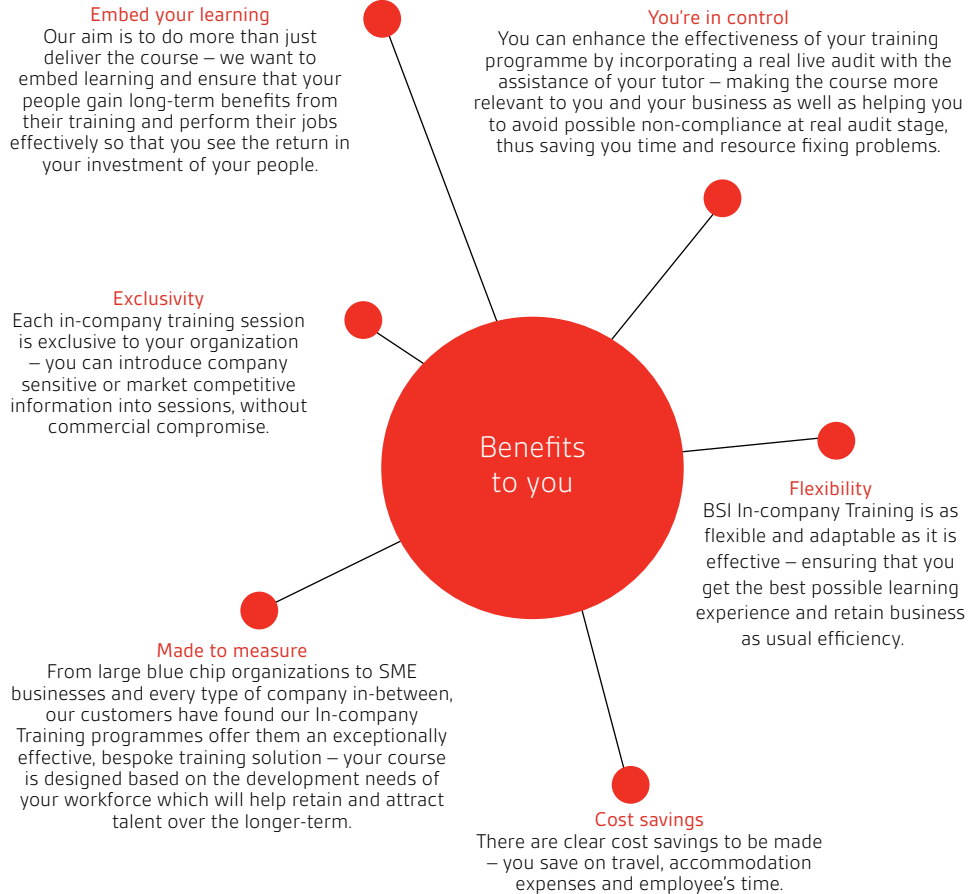 Embed your learning
Our aim is to do more than just
deliver the course – we want to
embed learning and ensure that your
people gain long-term benefits from
their training and perform their jobs
effectively so that you see the return in
your investment of your people.
You're in control
You can enhance the effectiveness of your training
programme by incorporating a real live audit with the
assistance of your tutor – making the course more
relevant to you and your business as well as helping you
to avoid possible non-compliance at real audit stage,
thus saving you time and resource fixing problems.
Exclusivity
Each in-company training session
is exclusive to your organization
– you can introduce company
sensitive or market competitive
information into sessions, without
commercial compromise.
Benefits
to you
Flexibility
BSI In-company Training is as
flexible and adaptable as it is
effective – ensuring that you
get the best possible learning
experience and retain business
as usual efficiency.
Made to measure
From large blue chip organizations to SME
businesses and every type of company in-between,
our customers have found our In-company
Training programmes offer them an exceptionally
effective, bespoke training solution – your course
is designed based on the development needs of
your workforce which will help retain and attract
talent over the longer-term.
Cost savings
There are clear cost savings to be made
– you save on travel, accommodation
expenses and employee's time.